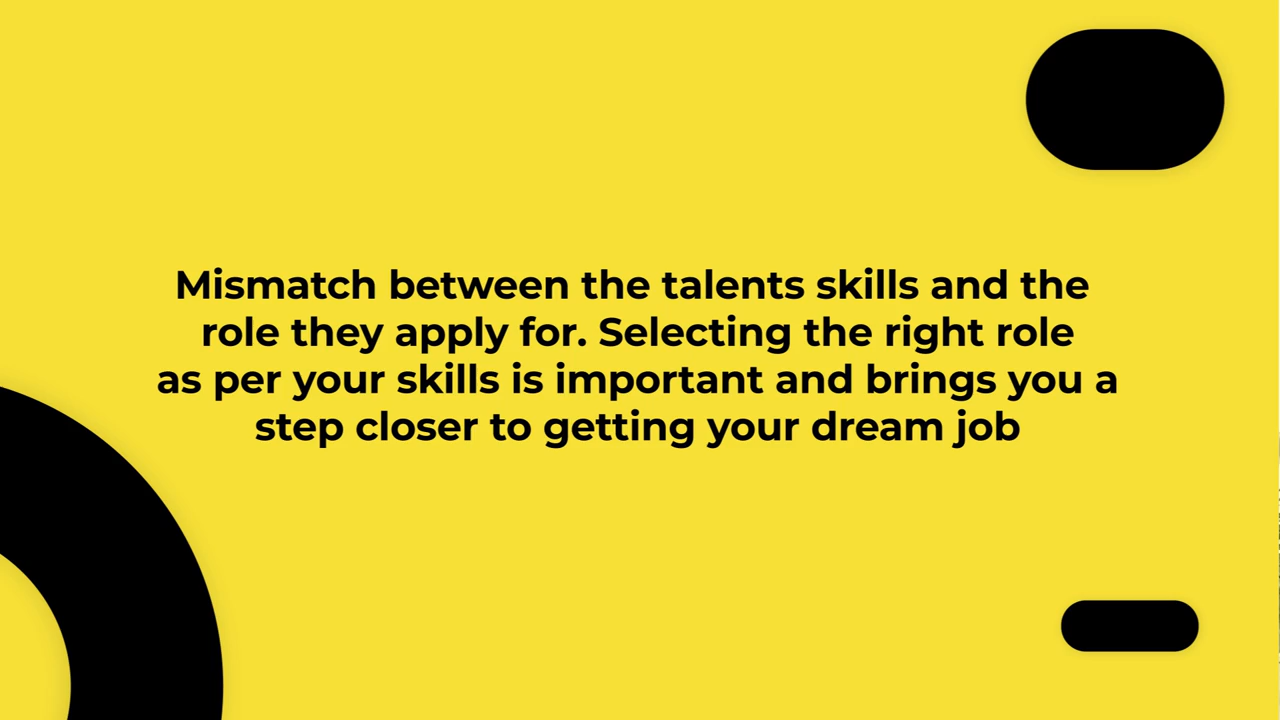 Mismatch between the talents skills and the
role they apply for. Selecting the right role
as per your skills is important and brings you a
step closer to getting your dream job